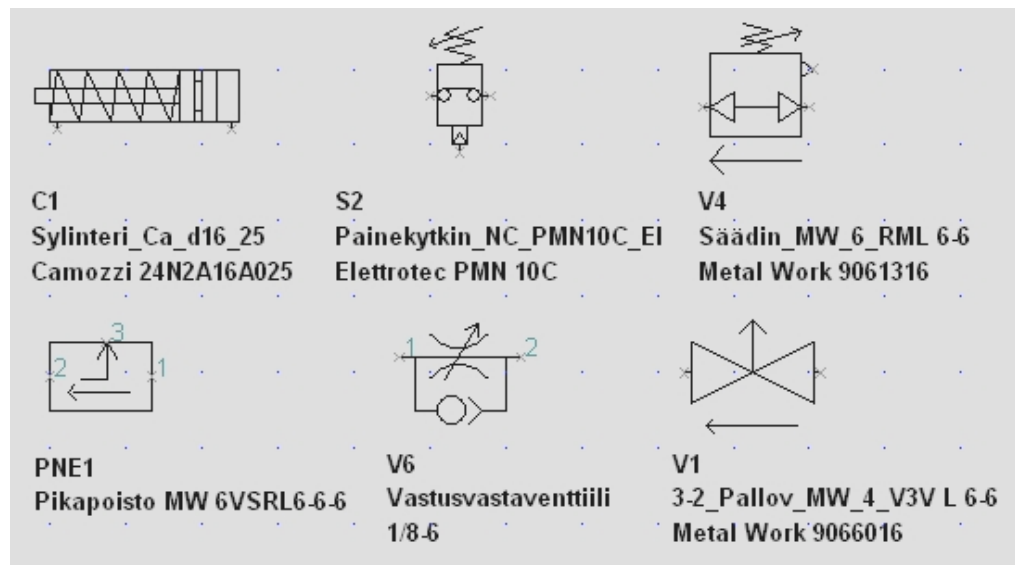 C1
Sylinteri_Ca_d16_25
Camozzi 24N2A16A025
S2
Painekytkin_NC_PMN10C_El
Elettrotec PMN 10C
V4
Säädin_MW_6_RML 6-6
Metal Work 9061316
3
2
1
PNE1
Pikapoisto MW 6VSRL6-6-6
1
2
V6
Vastusvastaventtiili
1/8-6
V1
3-2_Pallov_MW_4_V3V L 6-6
Metal Work 9066016